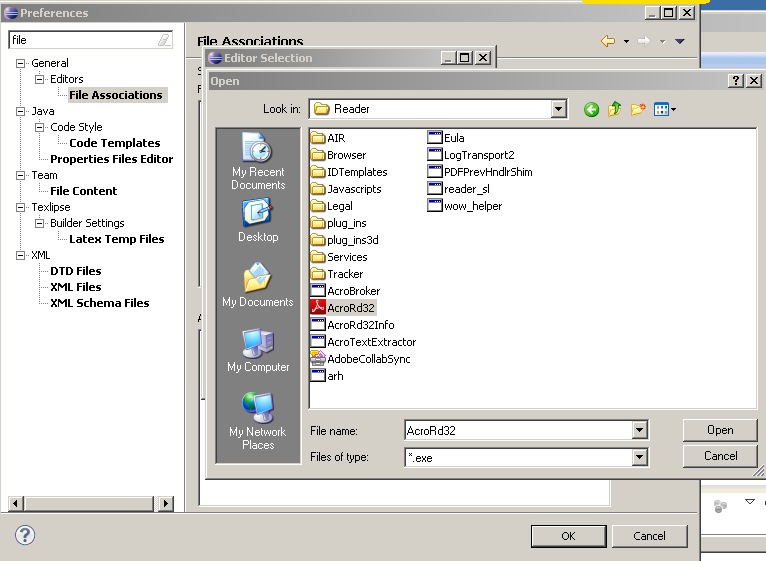 Preferences
file
General
Editors
File Associations
Java
Code Style
Code Templates
Properties Files Editor
Team
File Content
Texlipse
Builder Settings
Latex Temp Files
XML
DTD Files
XML Files
XML Schema Files
File Associations
Editor Selection
Open
Look in:
Reader
My Recent
Documents
Desktop
My Documents
My Computer
My Network
Places
AIR
Browser
IDTemplates
Javascripts
Legal
plug_ins
plug_ins3d
Services
Tracker
AcroBroker
AcroRd32
AcroRd32Info
AcroTextExtractor
AdobeCollabSync
arh
Eula
LogTransport2
PDFPrevHndlrShim
reader_sl
wow_helper
File name:
AcroRd32
Open
Files of type:
*.exe
Cancel
OK
Cancel